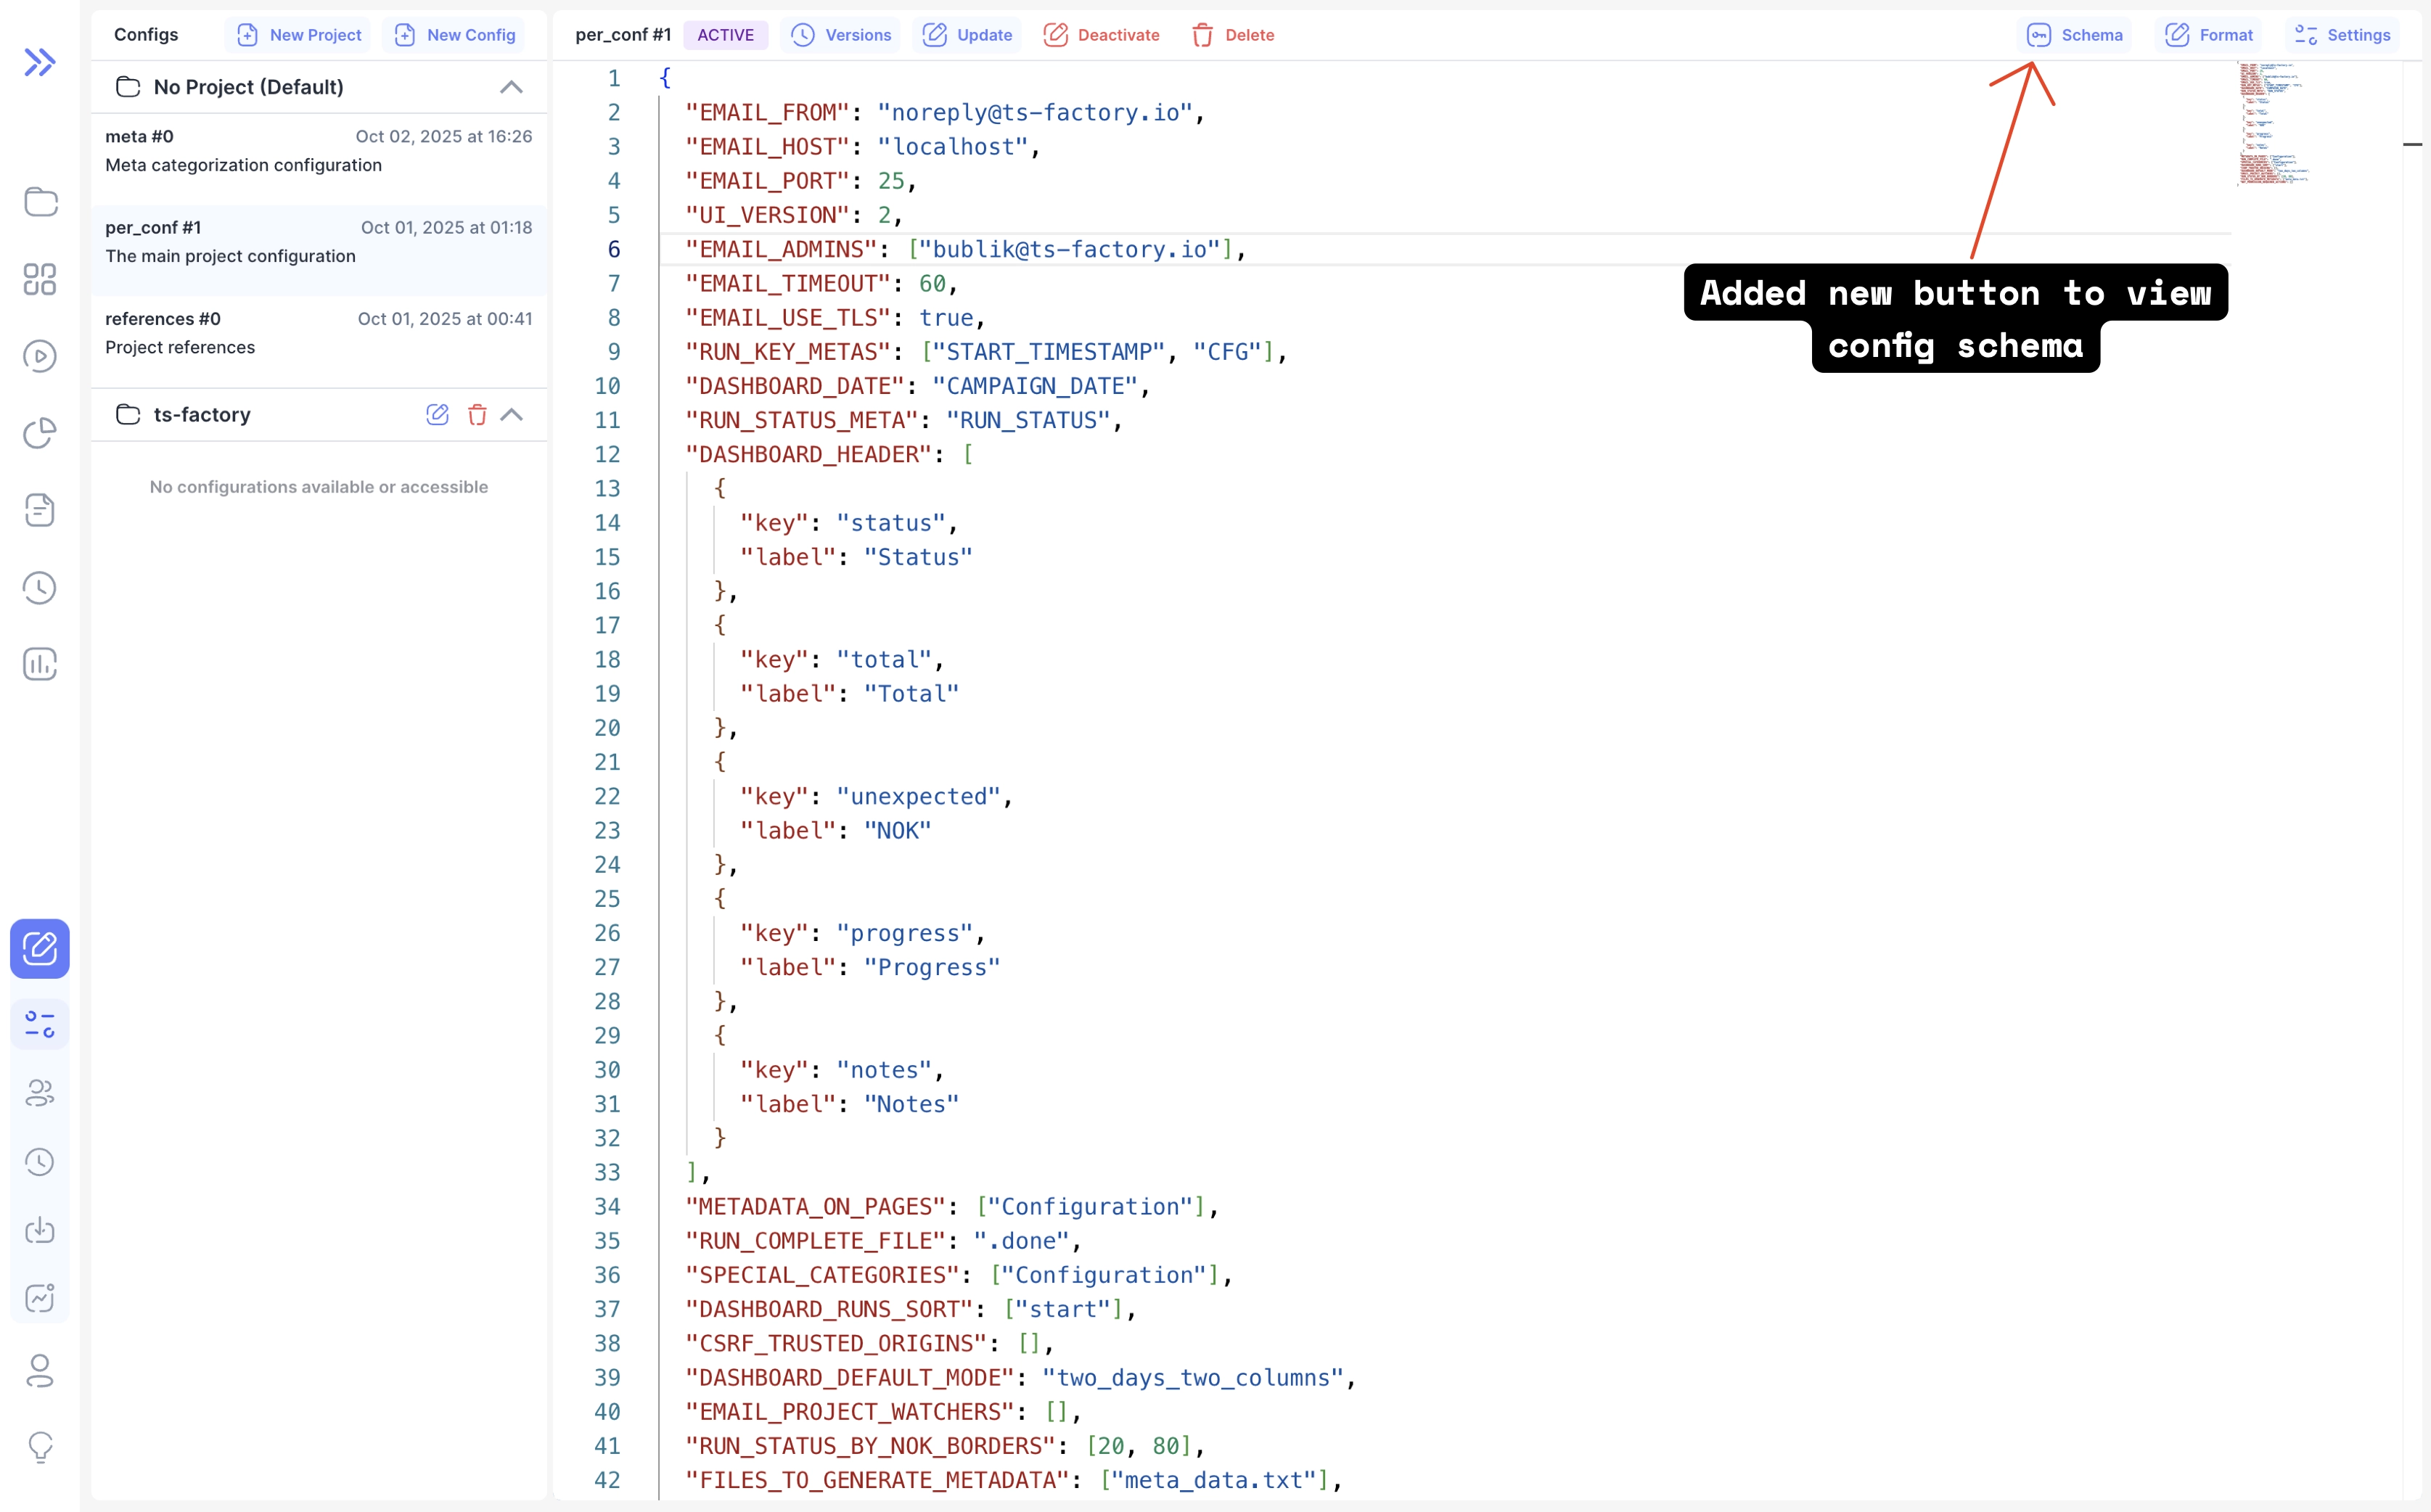 Configs
New Project
New Config
No Project (Default)
meta #0
Oct 02, 2025 at 16:26
Meta categorization configuration
per_conf #1
Oct 01, 2025 at 01:18
The main project configuration
references #0
Oct 01, 2025 at 00:41
Project references
ts-factory
No configurations available or accessible
per_conf #1
ACTIVE
Versions
Update
Deactivate
Delete
Schema
Format
Settings
1 {
2 "EMAIL_FROM": "noreply@ts-factory.io",
3 "EMAIL_HOST": "localhost",
4 "EMAIL_PORT": 25,
5 "UI_VERSION": 2,
6 "EMAIL_ADMINS": ["bublik@ts-factory.io"],
7 "EMAIL_TIMEOUT": 60,
8 "EMAIL_USE_TLS": true,
9 "RUN_KEY_METAS": ["START_TIMESTAMP", "CFG"],
10 "DASHBOARD_DATE": "CAMPAIGN_DATE",
11 "RUN_STATUS_META": "RUN_STATUS",
12 "DASHBOARD_HEADER": [
13 {
14 "key": "status",
15 "label": "Status"
16 },
17 {
18 "key": "total",
19 "label": "Total"
20 },
21 {
22 "key": "unexpected",
23 "label": "NOK"
24 },
25 {
26 "key": "progress",
27 "label": "Progress"
28 },
29 {
30 "key": "notes",
31 "label": "Notes"
32 }
33 ],
34 "METADATA_ON_PAGES": ["Configuration"],
35 "RUN_COMPLETE_FILE": ".done",
36 "SPECIAL_CATEGORIES": ["Configuration"],
37 "DASHBOARD_RUNS_SORT": ["start"],
38 "CSRF_TRUSTED_ORIGINS": [],
39 "DASHBOARD_DEFAULT_MODE": "two_days_two_columns",
40 "EMAIL_PROJECT_WATCHERS": [],
41 "RUN_STATUS_BY_NOK_BORDERS": [20, 80],
42 "FILES_TO_GENERATE_METADATA": ["meta_data.txt"],
Added new button to view
config schema